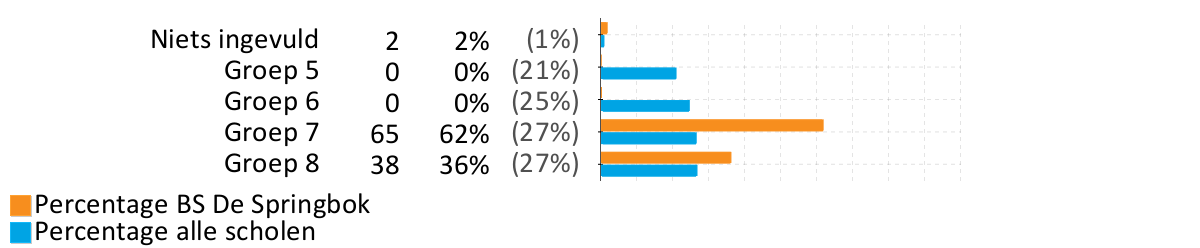 Niets ingevuld 2 2% (1%)
Groep 5 0 0% (21%)
Groep 6 0 0% (25%)
Groep 7 65 62% (27%)
Groep 8 38 36% (27%)
Percentage BS De Springbok
Percentage alle scholen